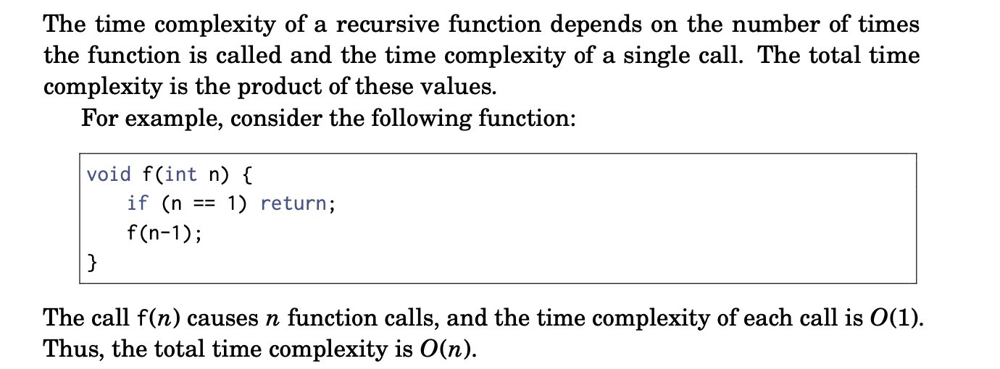 The time complexity of a recursive function depends on the number of times
the function is called and the time complexity of a single call. The total time
complexity is the product of these values.
For example, consider the following function:
void f(int n) {
    if (n == 1) return;
    f(n-1);
}
The call f(n) causes n function calls, and the time complexity of each call is O(1).
Thus, the total time complexity is O(n).